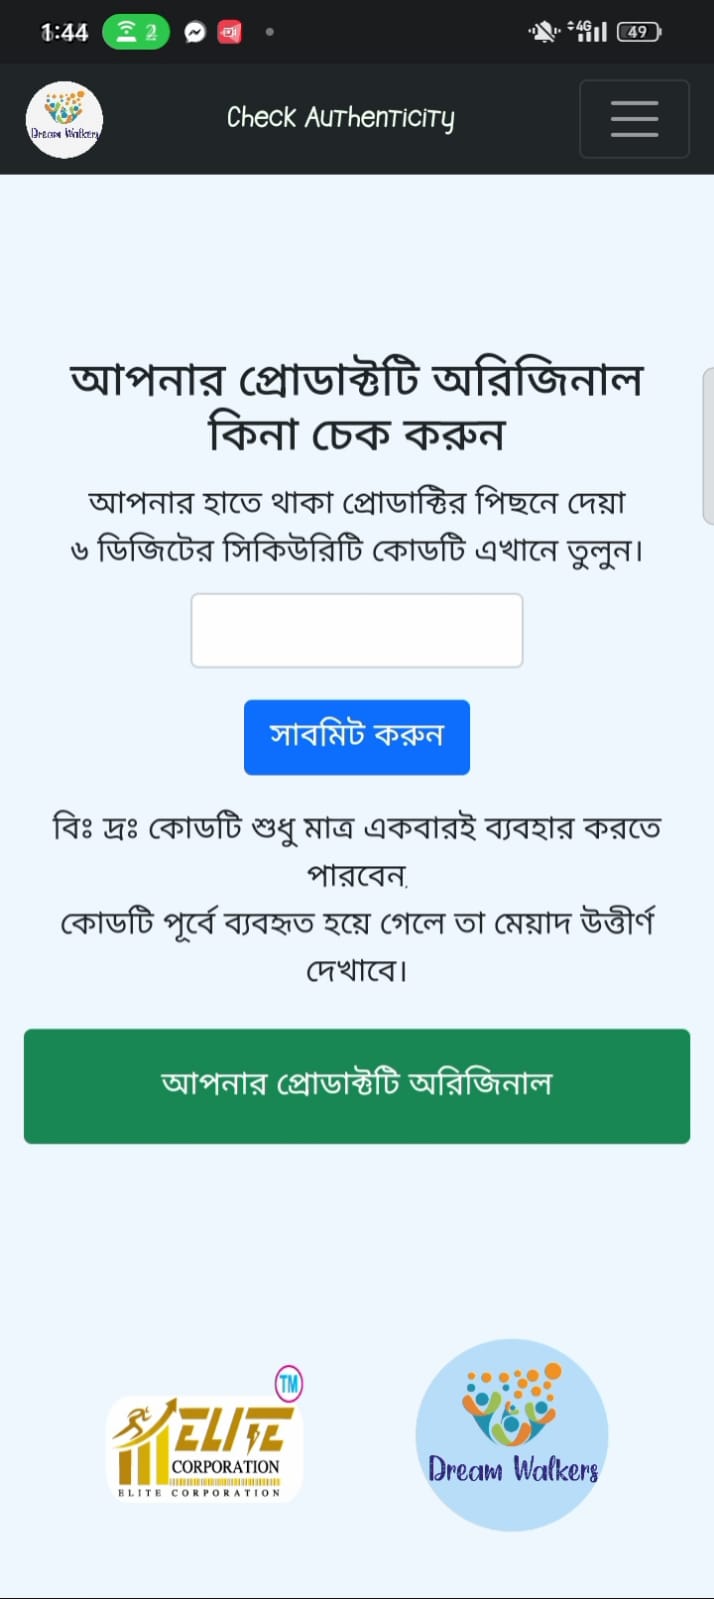 1:44 2 4G 49
Dream Walkers
Check Authenticity
আপনার প্রোডাক্টটি অরিজিনাল
কিনা চেক করুন
আপনার হাতে থাকা প্রোডাক্টির পিছনে দেয়া
৬ ডিজিটের সিকিউরিটি কোডটি এখানে তুলুন।
সাবমিট করুন
বিঃ দ্রঃ কোডটি শুধু মাত্র একবারই ব্যবহার করতে
পারবেন.
কোডটি পূর্বে ব্যবহৃত হয়ে গেলে তা মেয়াদ উত্তীর্ণ
দেখাবে।
আপনার প্রোডাক্টটি অরিজিনাল
TM
ELITE
CORPORATION
ELITE CORPORATION
Dream Walkers